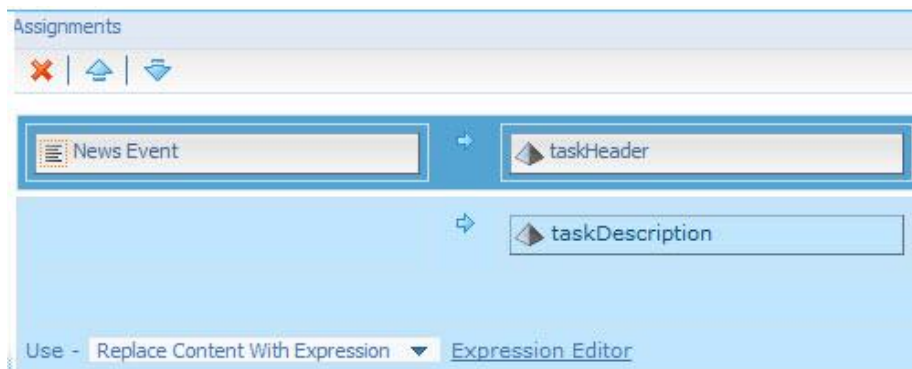 Assignments
News Event taskHeader
taskDescription
Use - Replace Content With Expression Expression Editor